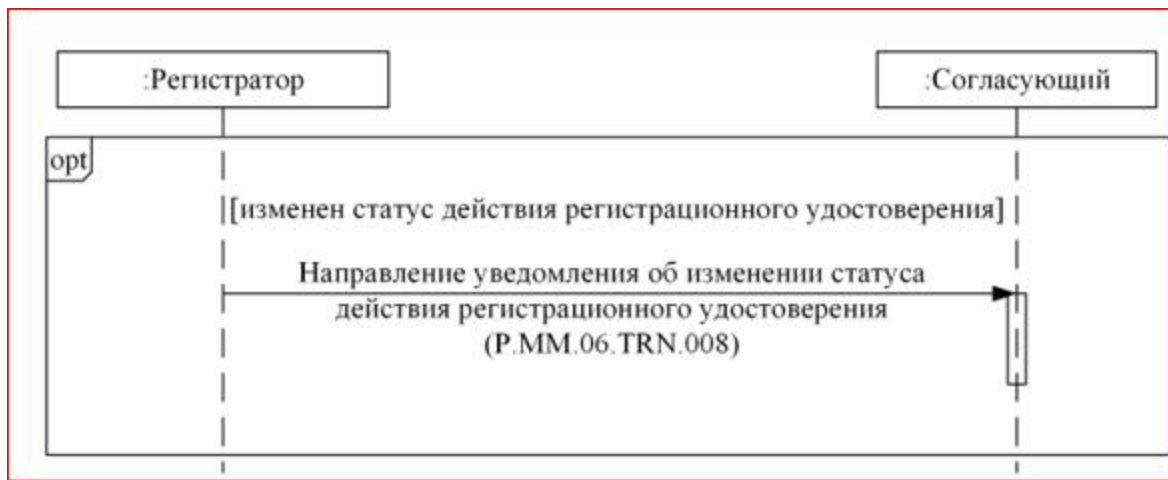 :Регистратор
:Согласующий
opt
[изменен статус действия регистрационного удостоверения]
Направление уведомления об изменении статуса
действия регистрационного удостоверения
(P.MM.06.TRN.008)